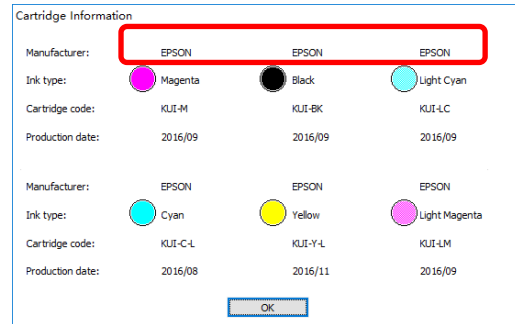 Cartridge Information
Manufacturer: EPSON EPSON EPSON
Ink type: Magenta Black Light Cyan
Cartridge code: KUI-M KUI-BK KUI-LC
Production date: 2016/09 2016/09 2016/09
Manufacturer: EPSON EPSON EPSON
Ink type: Cyan Yellow Light Magenta
Cartridge code: KUI-C-L KUI-Y-L KUI-LM
Production date: 2016/08 2016/11 2016/09
OK